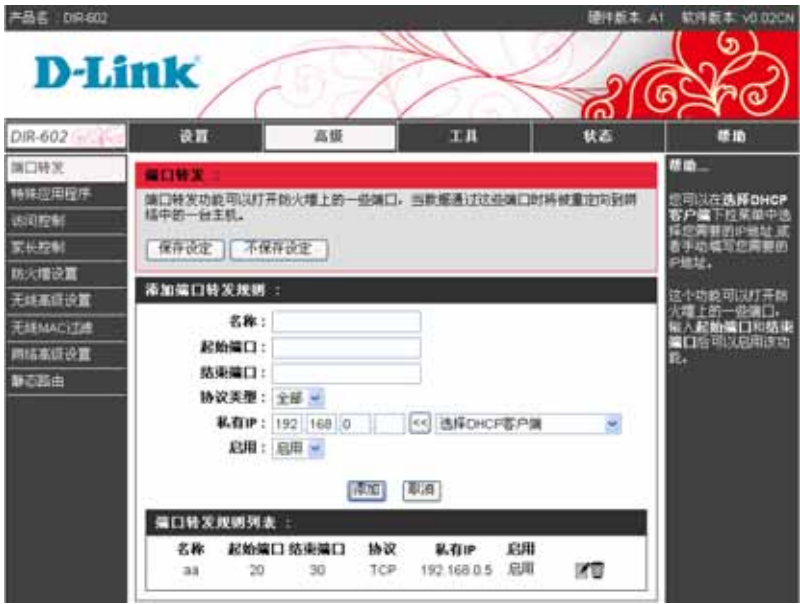 产品名：DIR-602 硬件版本: A1 软件版本: v0.02CN
D-Link
DIR-602 设置 高级 工具 状态 帮助
端口转发
特殊应用程序
访问控制
家长控制
防火墙设置
无线高级设置
无线MAC过滤
网络高级设置
静态路由
端口转发：
端口转发功能可以打开防火墙上的一些端口，当数据通过这些端口时将被重定向到网
络中的一台主机。
保存设定 不保存设定
添加端口转发规则：
名称：
起始端口：
结束端口：
协议类型：全部
私有IP：192 168 0 << 选择DHCP客户端
启用：启用
添加 取消
端口转发规则列表：
名称 起始端口 结束端口 协议 私有IP 启用
aa 20 30 TCP 192.168.0.5 启用
帮助...
您可以在选择DHCP
客户端下拉菜单中选
择您需要的IP地址,或
者手动填写您需要的
IP地址。
这个功能可以打开防
火墙上的一些端口。
输入起始端口和结束
端口后可以启用该功
能。